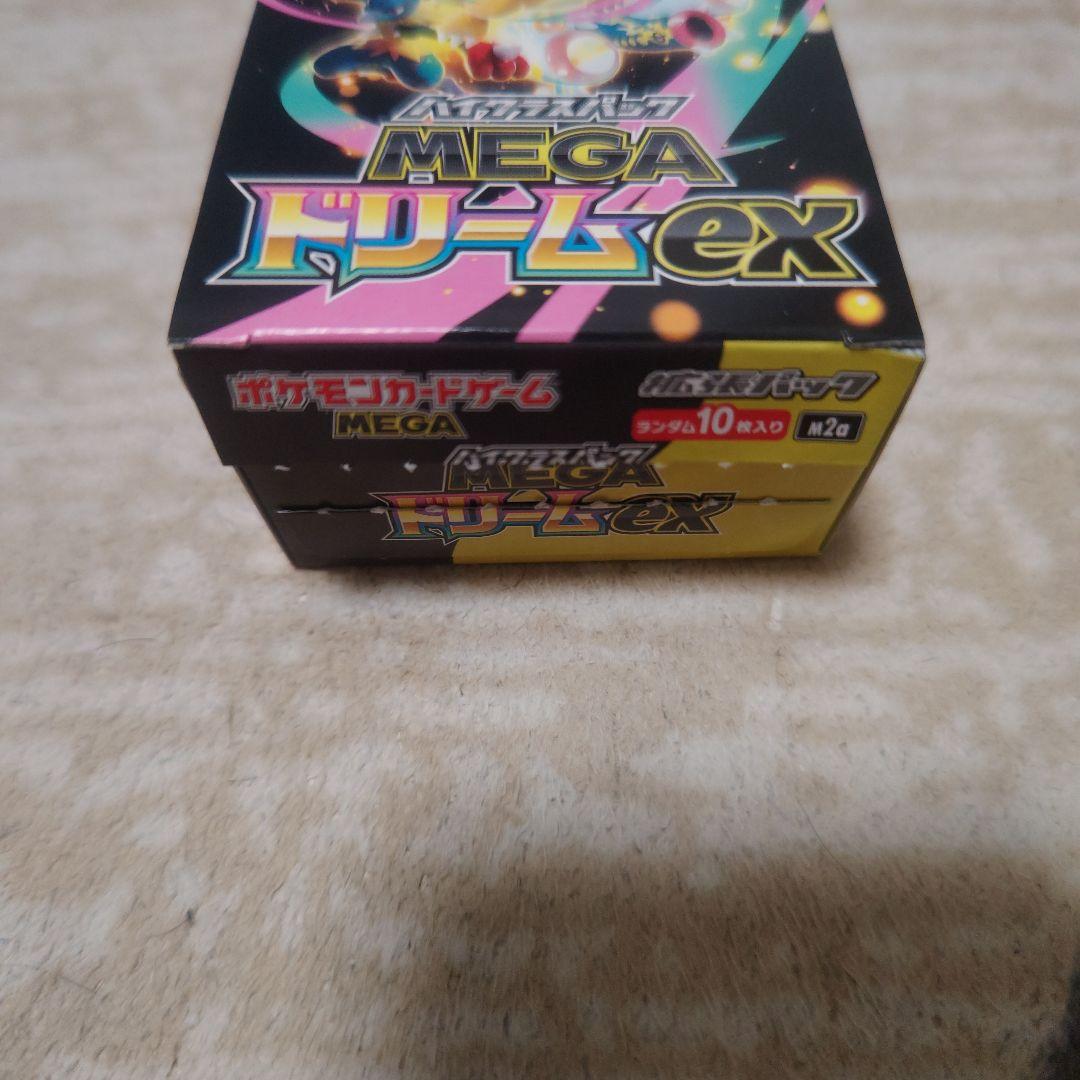 ハイクラスパック
MEGA
ドリームex
ポケモンカードゲーム
MEGA
拡張パック
ランダム10枚入り
M2a
ハイクラスパック
MEGA
ドリームex